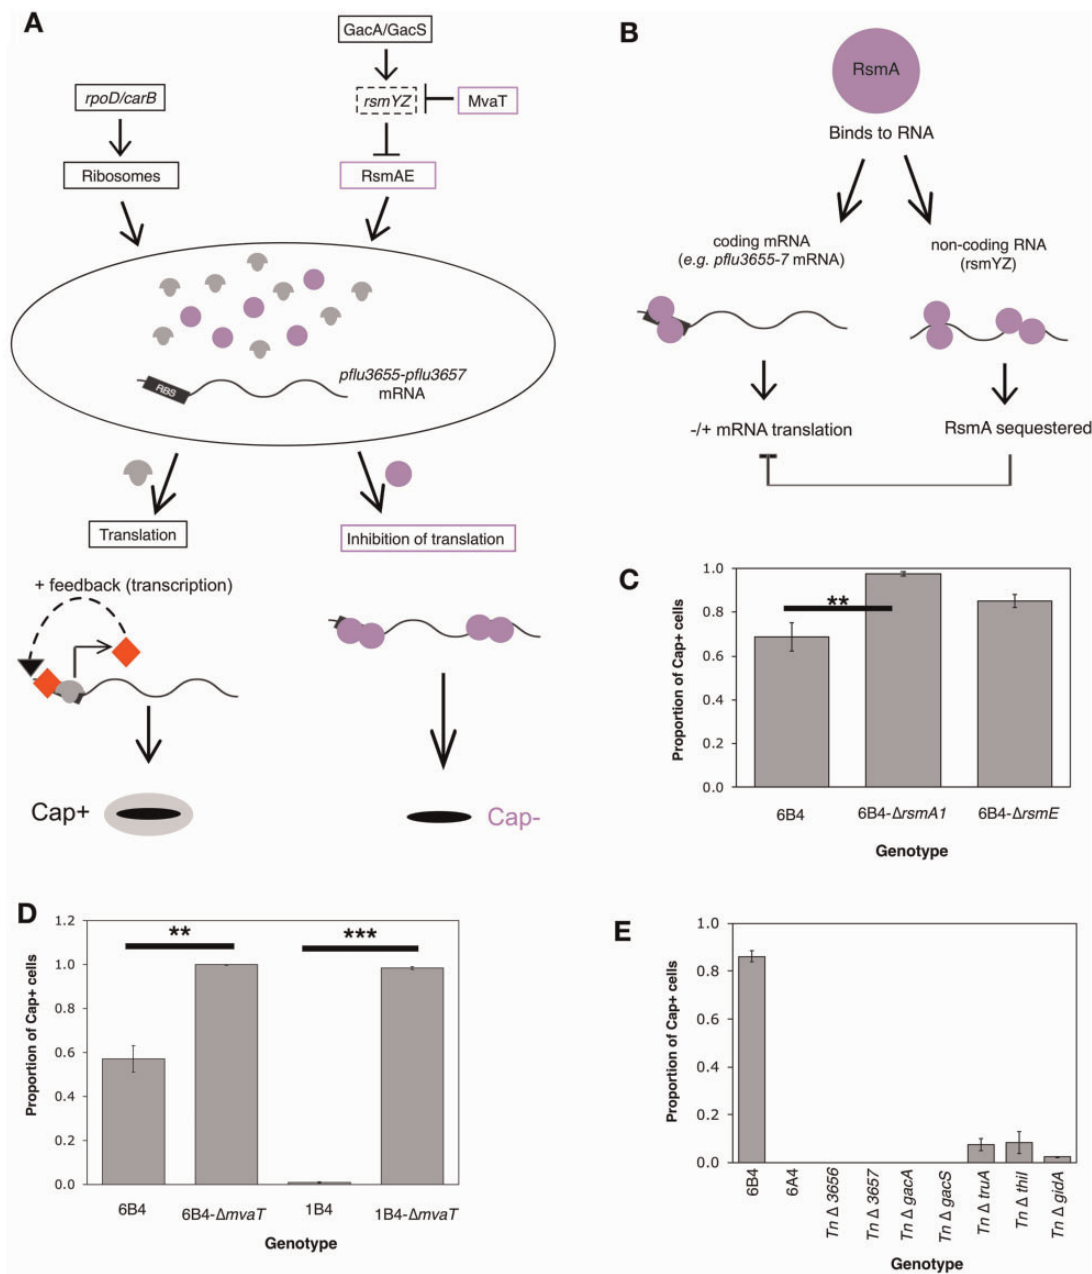 A
GacA/GacS
rpoD/carB
rsmYZ
MvaT
Ribosomes
RsmAE
RBS
pflu3655-pflu3657
mRNA
Translation
Inhibition of translation
+ feedback (transcription)
Cap+
Cap-
B
RsmA
Binds to RNA
coding mRNA
(e.g. pflu3655-7 mRNA)
non-coding RNA
(rsmYZ)
-/+ mRNA translation
RsmA sequestered
C
Proportion of Cap+ cells
1.0
0.8
0.6
0.4
0.2
0.0
**
6B4
6B4-ΔrsmA1
6B4-ΔrsmE
Genotype
D
Proportion of Cap+ cells
1.2
1.0
0.8
0.6
0.4
0.2
0.0
**
***
6B4
6B4-ΔmvaT
1B4
1B4-ΔmvaT
Genotype
E
Proportion of Cap+ cells
1.0
0.8
0.6
0.4
0.2
0.0
6B4
6A4
Tn Δ 3656
Tn Δ 3657
Tn Δ gacA
Tn Δ gacS
Tn Δ truA
Tn Δ thiI
Tn Δ gidA
Genotype